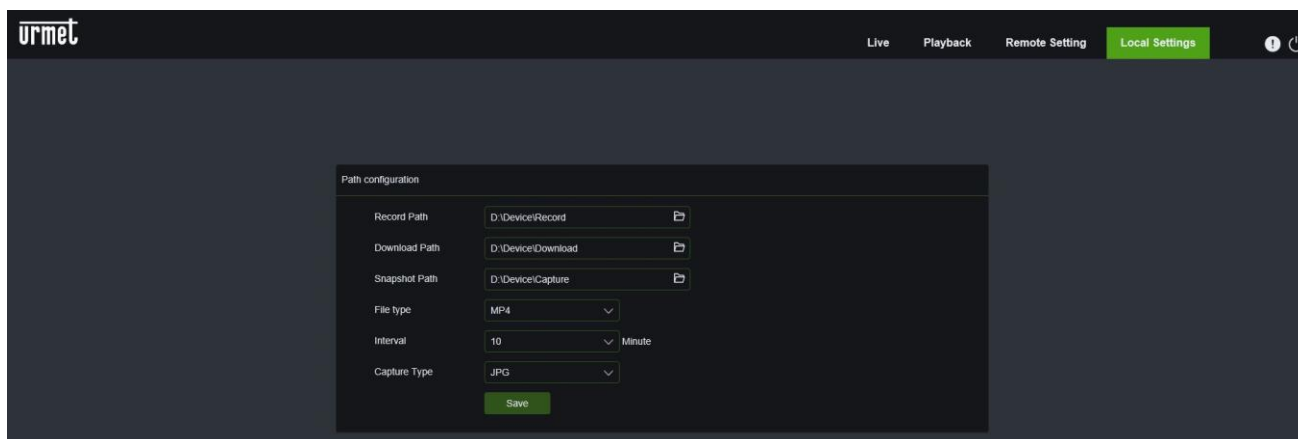 urmet
Live Playback Remote Setting Local Settings
Path configuration
Record Path D:\Device\Record
Download Path D:\Device\Download
Snapshot Path D:\Device\Capture
File type MP4
Interval 10 Minute
Capture Type JPG
Save